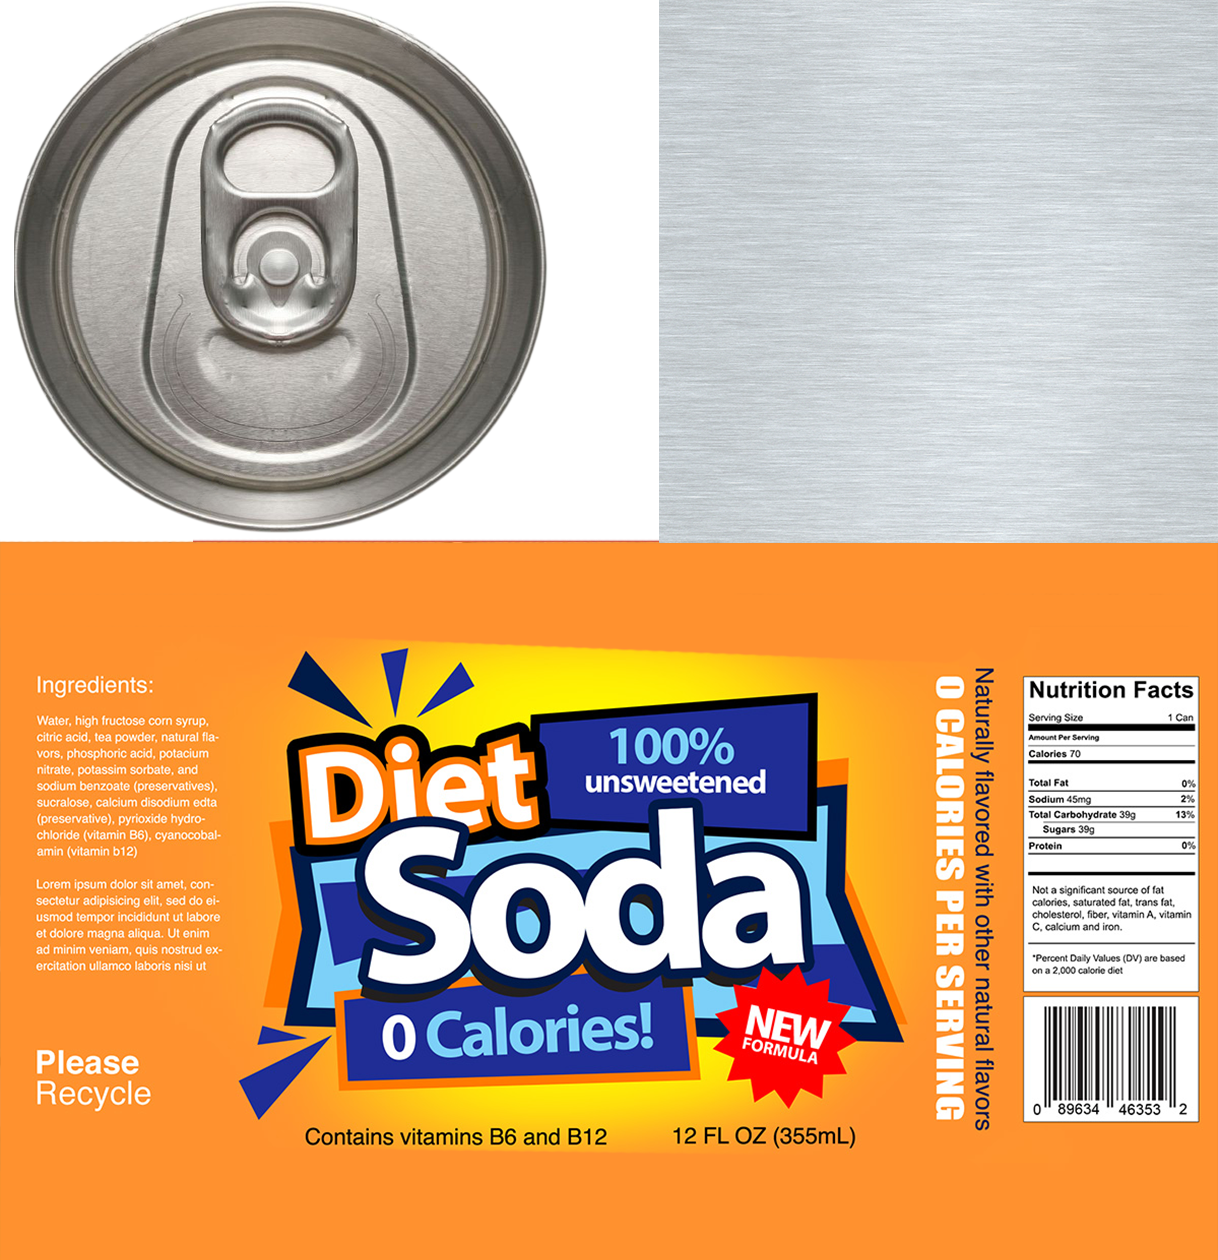 Ingredients:
Water, high fructose corn syrup,
citric acid, tea powder, natural fla-
vors, phosphoric acid, potacium
nitrate, potassim sorbate, and
sodium benzoate (preservatives),
sucralose, calcium disodium edta
(preservative), pyrioxide hydro-
chloride (vitamin B6), cyanocobal-
amin (vitamin b12)
Lorem ipsum dolor sit amet, con-
sectetur adipisicing elit, sed do ei-
usmod tempor incididunt ut labore
et dolore magna aliqua. Ut enim
ad minim veniam, quis nostrud ex-
ercitation ullamco laboris nisi ut
Please
Recycle
Diet
100%
unsweetened
Soda
0 Calories!
NEW
FORMULA
Contains vitamins B6 and B12
12 FL OZ (355mL)
Naturally flavored with other natural flavors
0 CALORIES PER SERVING
Nutrition Facts
Serving Size 1 Can
Amount Per Serving
Calories 70
Total Fat 0%
Sodium 45mg 2%
Total Carbohydrate 39g 13%
Sugars 39g
Protein 0%
Not a significant source of fat
calories, saturated fat, trans fat,
cholesterol, fiber, vitamin A, vitamin
C, calcium and iron.
*Percent Daily Values (DV) are based
on a 2,000 calorie diet
0 89634 46353 2